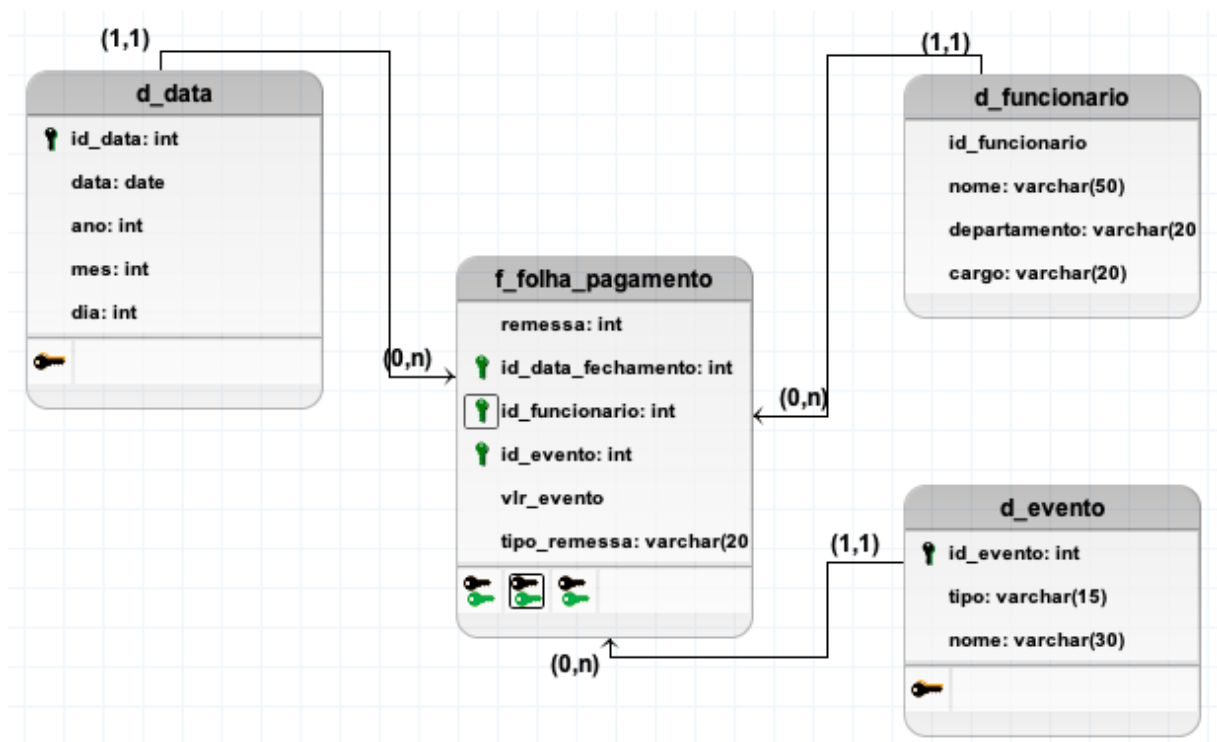 (1,1)
d_data
id_data: int
data: date
ano: int
mes: int
dia: int
(0,n)
f_folha_pagamento
remessa: int
id_data_fechamento: int
id_funcionario: int
id_evento: int
vlr_evento
tipo_remessa: varchar(20
(1,1)
d_funcionario
id_funcionario
nome: varchar(50)
departamento: varchar(20
cargo: varchar(20)
(0,n)
(1,1)
d_evento
id_evento: int
tipo: varchar(15)
nome: varchar(30)
(0,n)